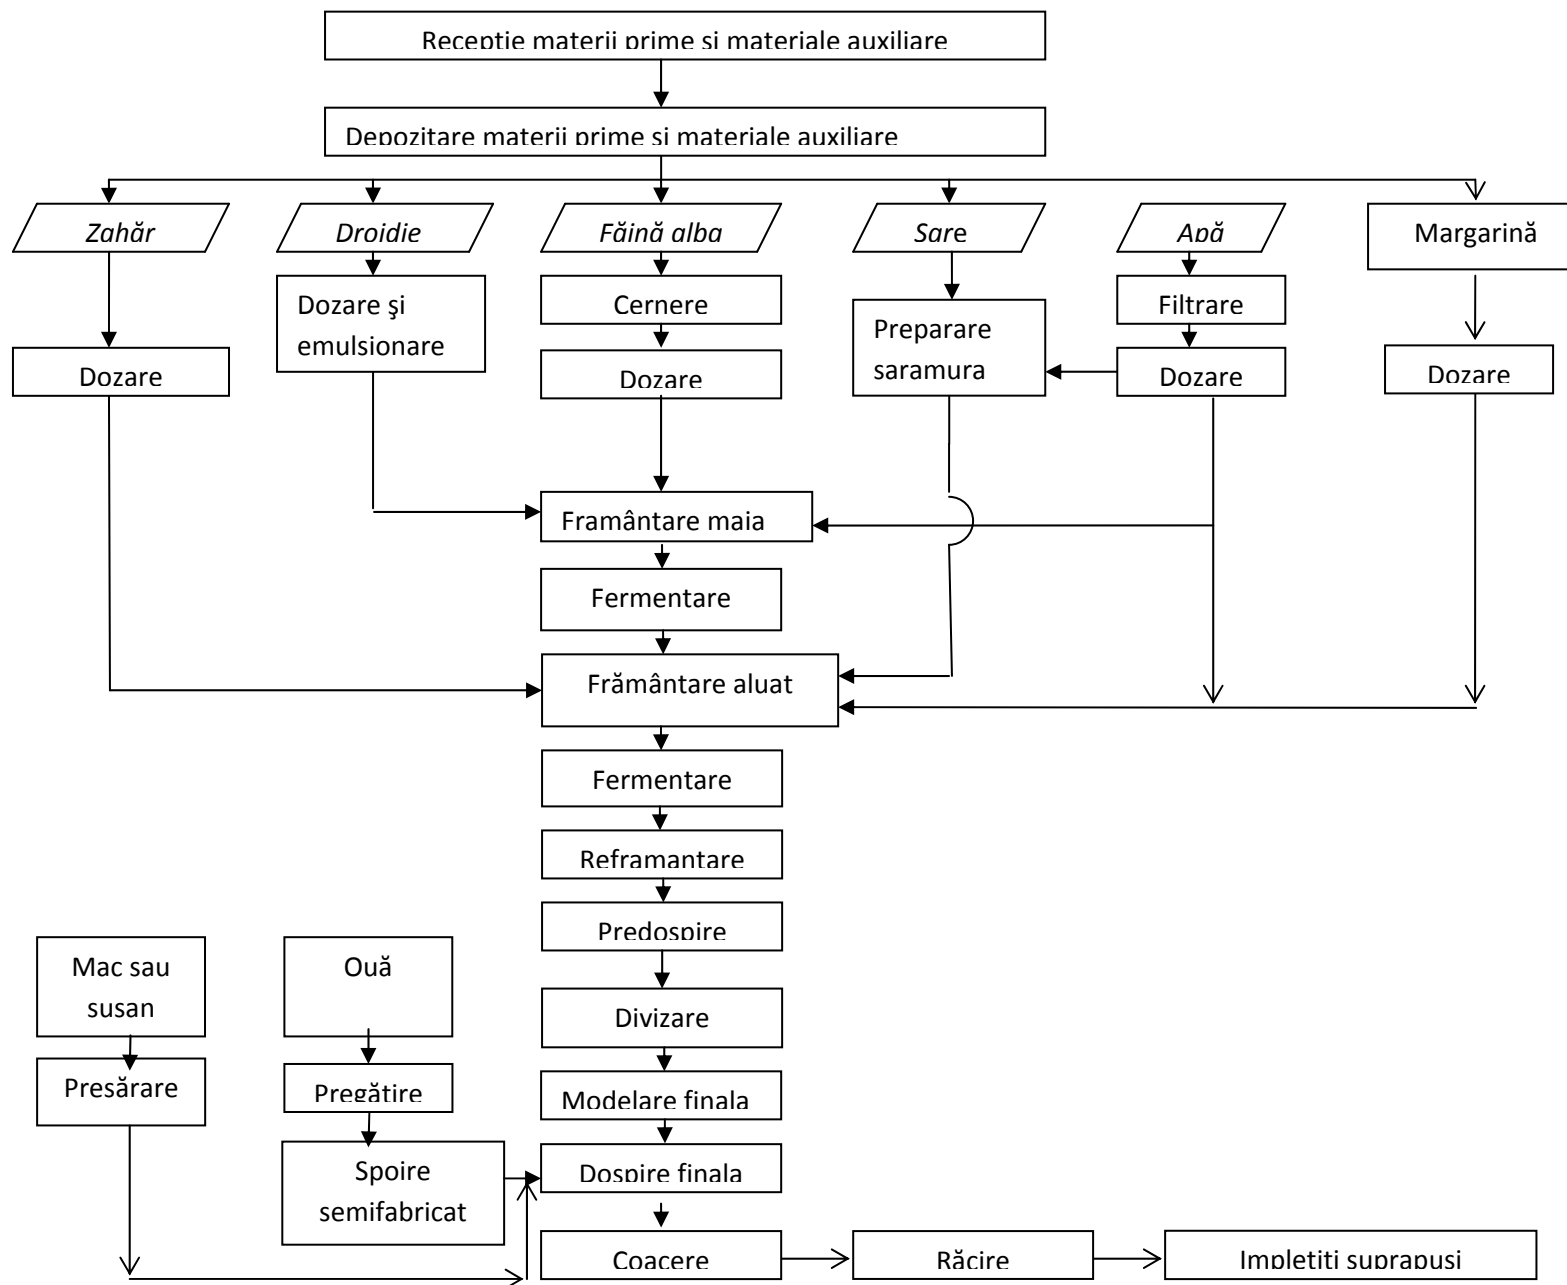 Receptie materii prime si materiale auxiliare
Depozitare materii prime si materiale auxiliare
Zahăr
Droidie
Făină alba
Sare
Apă
Margarină
Dozare şi
emulsionare
Cernere
Filtrare
Preparare
saramura
Dozare
Dozare
Dozare
Dozare
Framântare maia
Fermentare
Frământare aluat
Fermentare
Reframantare
Predospire
Mac sau
susan
Ouă
Divizare
Presărare
Pregătire
Modelare finala
Spoire
semifabricat
Dospire finala
Coacere
Răcire
Impletiti suprapusi